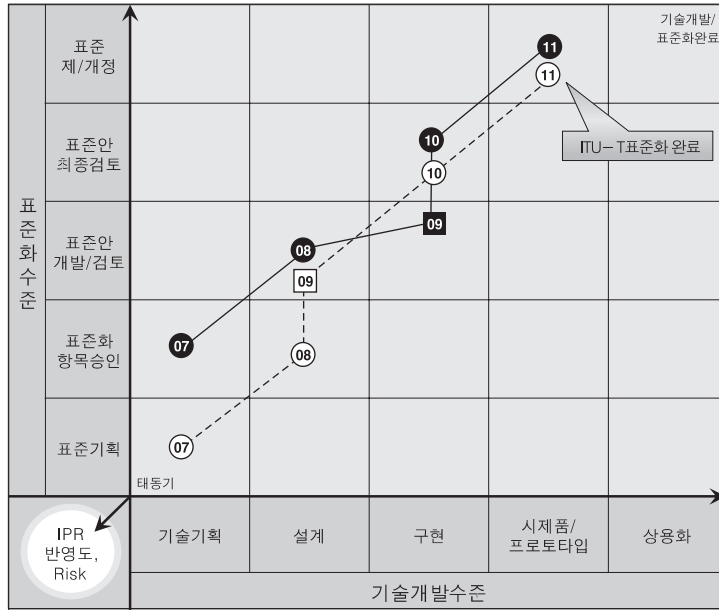 기술개발/
표준화완료
표준
제/개정
11
11
ITU-T표준화 완료
표준안
최종검토
10
10
표준화수준
표준안
개발/검토
08
09
09
표준화
항목승인
07
08
표준기획
07
태동기
IPR
반영도,
Risk
기술기획
설계
구현
시제품/
프로토타입
상용화
기술개발수준